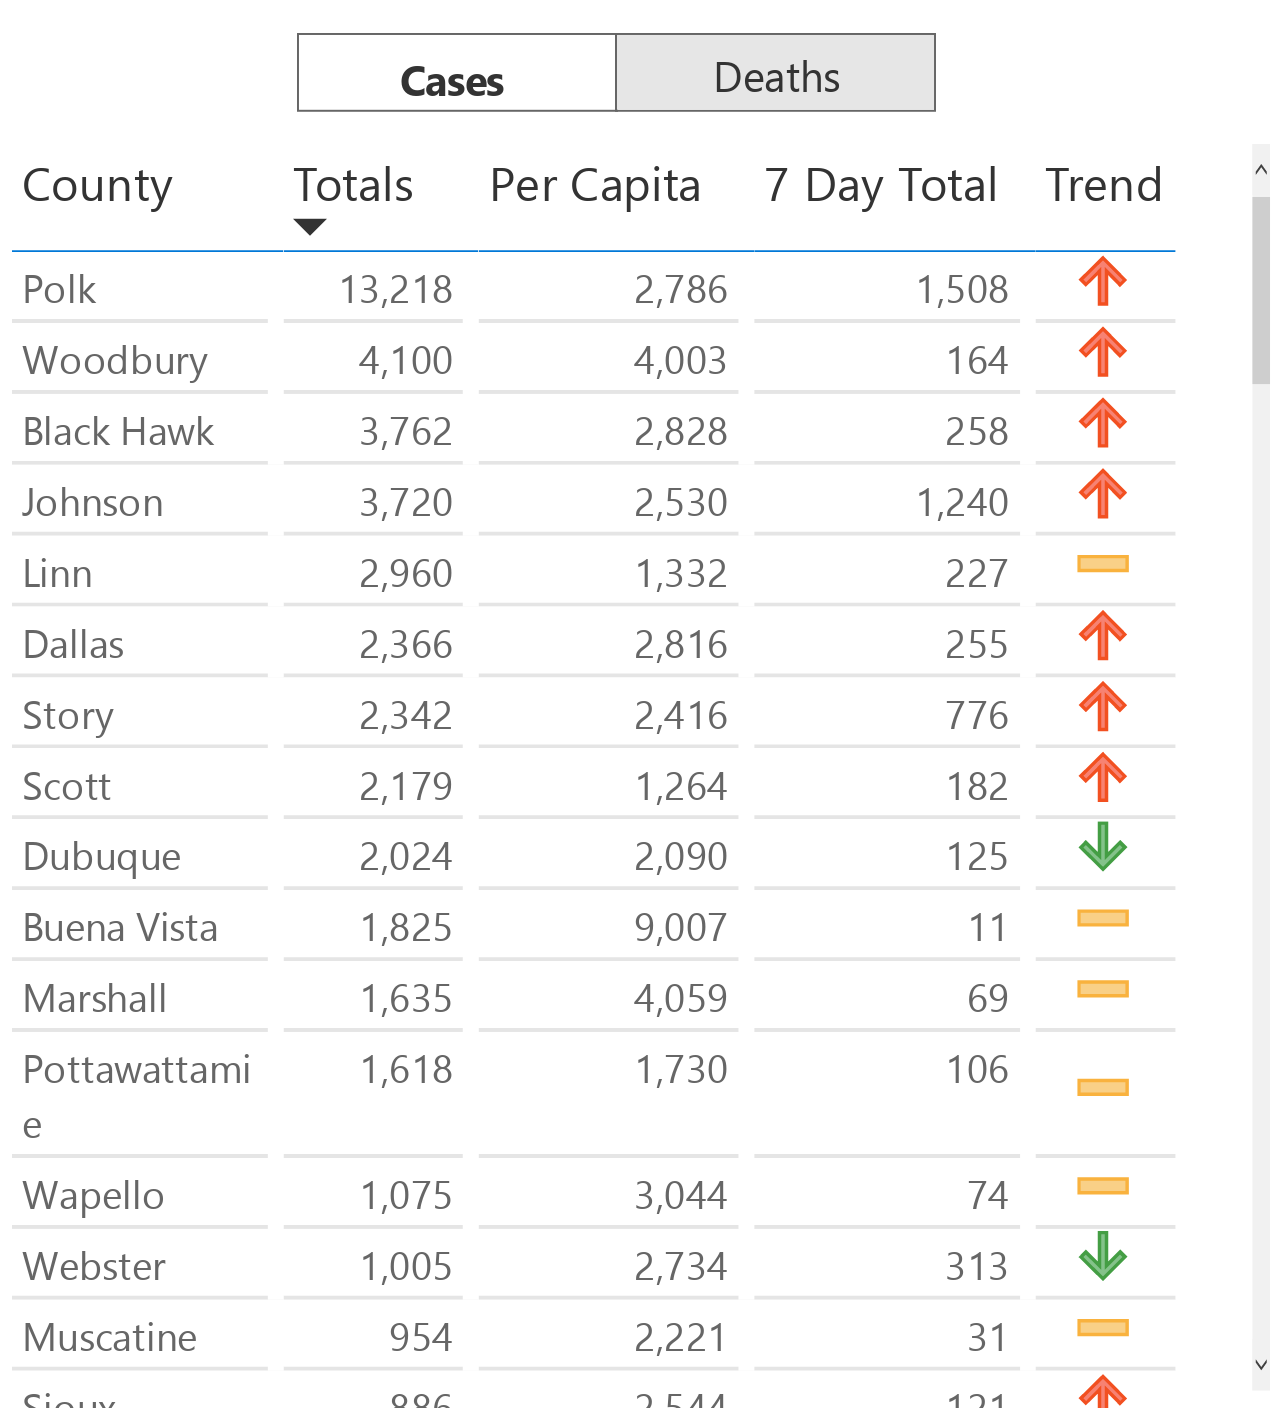 Cases Deaths
County Totals Per Capita 7 Day Total Trend
Polk 13,218 2,786 1,508
Woodbury 4,100 4,003 164
Black Hawk 3,762 2,828 258
Johnson 3,720 2,530 1,240
Linn 2,960 1,332 227
Dallas 2,366 2,816 255
Story 2,342 2,416 776
Scott 2,179 1,264 182
Dubuque 2,024 2,090 125
Buena Vista 1,825 9,007 11
Marshall 1,635 4,059 69
Pottawattami 1,618 1,730 106
e
Wapello 1,075 3,044 74
Webster 1,005 2,734 313
Muscatine 954 2,221 31
Sioux 886 2,544 121